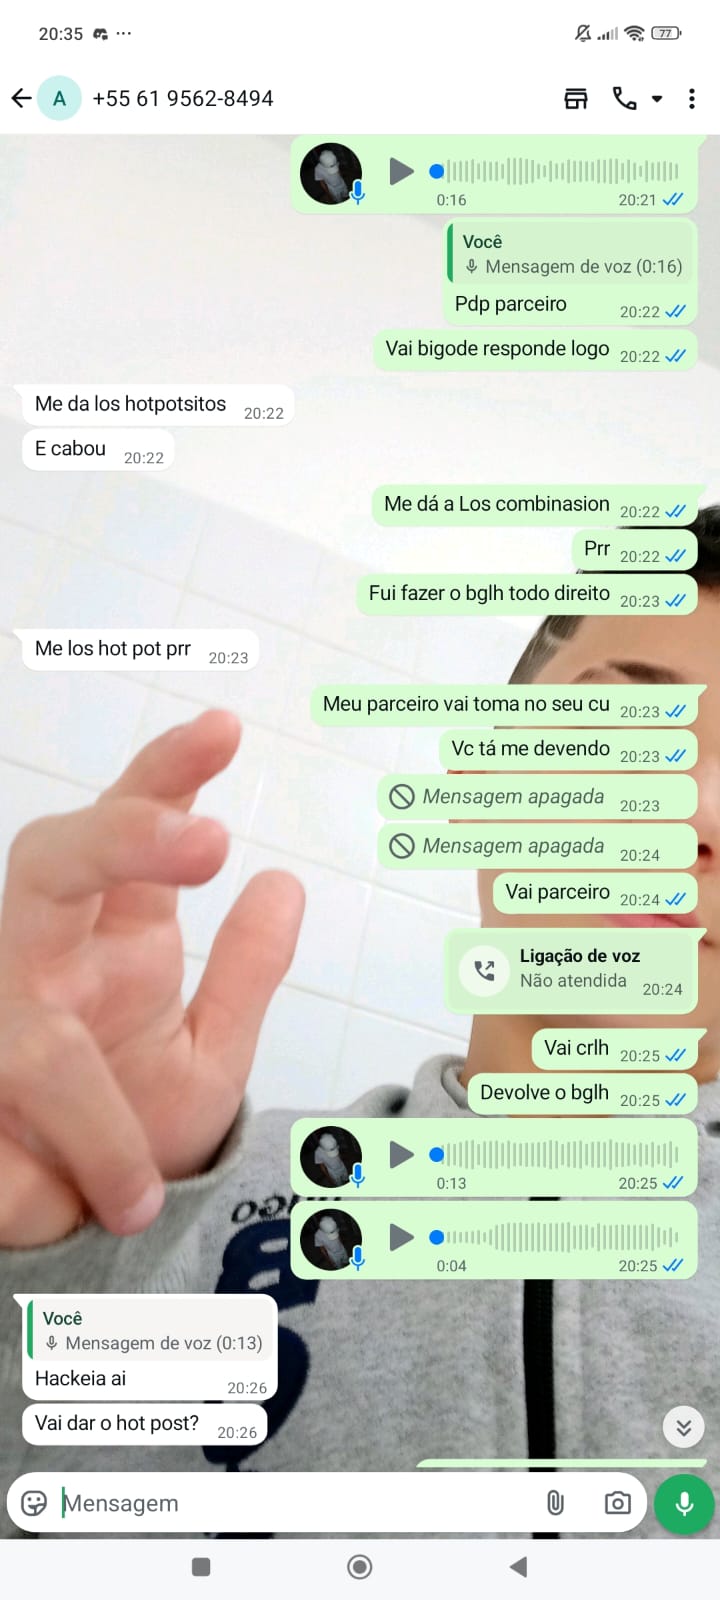 20:35
77
A
+55 61 9562-8494
0:16 20:21
Você
Mensagem de voz (0:16)
Pdp parceiro 20:22
Vai bigode responde logo 20:22
Me da los hotpotsitos 20:22
E cabou 20:22
Me dá a Los combinasion 20:22
Prr 20:22
Fui fazer o bglh todo direito 20:23
Me los hot pot prr 20:23
Meu parceiro vai toma no seu cu 20:23
Vc tá me devendo 20:23
Mensagem apagada 20:23
Mensagem apagada 20:24
Vai parceiro 20:24
Ligação de voz
Não atendida 20:24
Vai crlh 20:25
Devolve o bglh 20:25
0:13 20:25
0:04 20:25
Você
Mensagem de voz (0:13)
Hackeia ai 20:26
Vai dar o hot post? 20:26
Mensagem